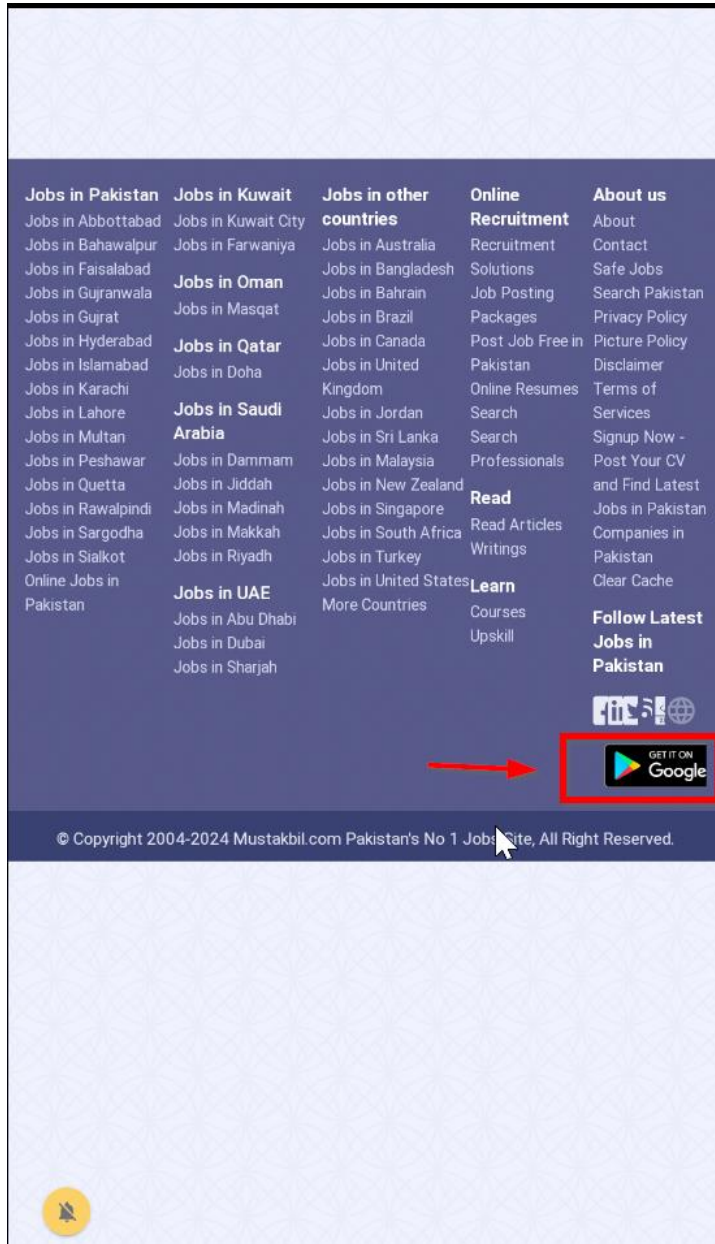 Jobs in Pakistan
Jobs in Abbottabad
Jobs in Bahawalpur
Jobs in Faisalabad
Jobs in Gujranwala
Jobs in Gujrat
Jobs in Hyderabad
Jobs in Islamabad
Jobs in Karachi
Jobs in Lahore
Jobs in Multan
Jobs in Peshawar
Jobs in Quetta
Jobs in Rawalpindi
Jobs in Sargodha
Jobs in Sialkot
Online Jobs in
Pakistan
Jobs in Kuwait
Jobs in Kuwait City
Jobs in Farwaniya
Jobs in Oman
Jobs in Masqat
Jobs in Qatar
Jobs in Doha
Jobs in Saudi
Arabia
Jobs in Dammam
Jobs in Jiddah
Jobs in Madinah
Jobs in Makkah
Jobs in Riyadh
Jobs in UAE
Jobs in Abu Dhabi
Jobs in Dubai
Jobs in Sharjah
Jobs in other
countries
Jobs in Australia
Jobs in Bangladesh
Jobs in Bahrain
Jobs in Brazil
Jobs in Canada
Jobs in United
Kingdom
Jobs in Jordan
Jobs in Sri Lanka
Jobs in Malaysia
Jobs in New Zealand
Jobs in Singapore
Jobs in South Africa
Jobs in Turkey
Jobs in United States
More Countries
Online
Recruitment
Recruitment
Solutions
Job Posting
Packages
Post Job Free in
Pakistan
Online Resumes
Search
Search
Professionals
Read
Read Articles
Writings
Learn
Courses
Upskill
About us
About
Contact
Safe Jobs
Search Pakistan
Privacy Policy
Picture Policy
Disclaimer
Terms of
Services
Signup Now -
Post Your CV
and Find Latest
Jobs in Pakistan
Companies in
Pakistan
Clear Cache
Follow Latest
Jobs in
Pakistan
GET IT ON
Google
© Copyright 2004-2024 Mustakbil.com Pakistan's No 1 Jobs Site, All Right Reserved.